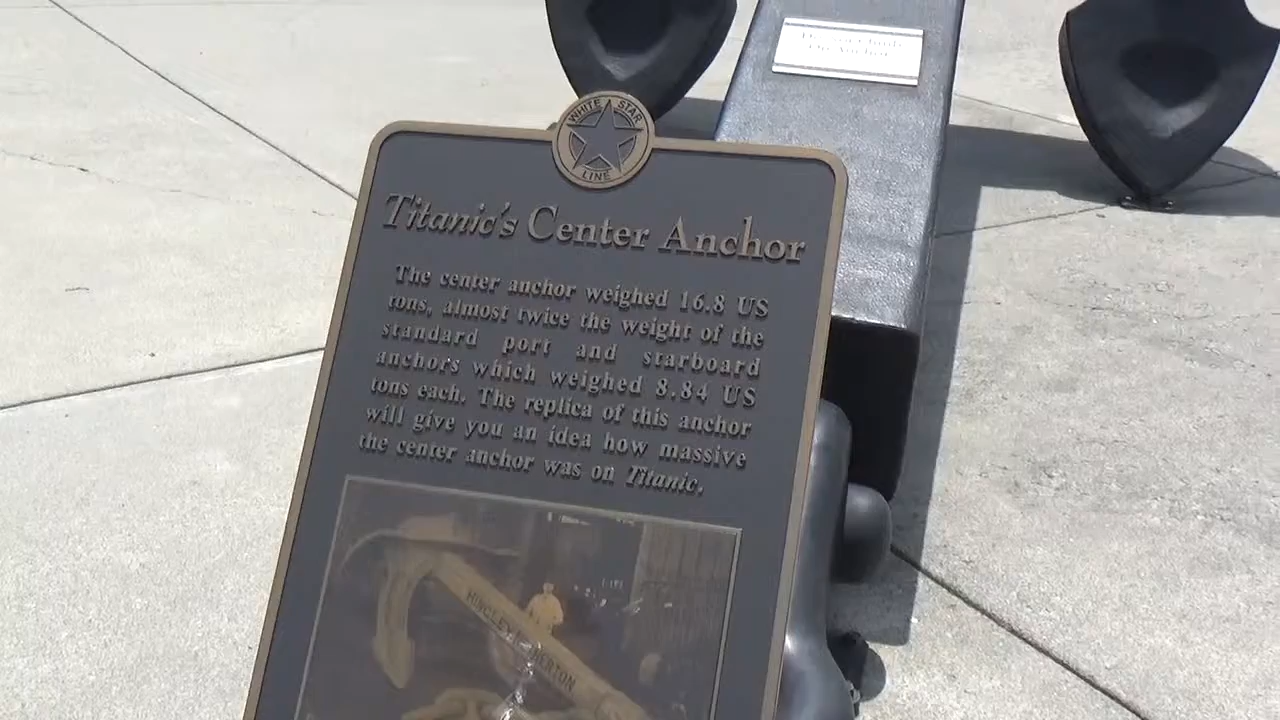 WHITE STAR
LINE
Titanic's Center Anchor
The center anchor weighed 16.8 US
tons, almost twice the weight of the
standard port and starboard
anchors which weighed 8.84 US
tons each. The replica of this anchor
will give you an idea how massive
the center anchor was on Titanic.